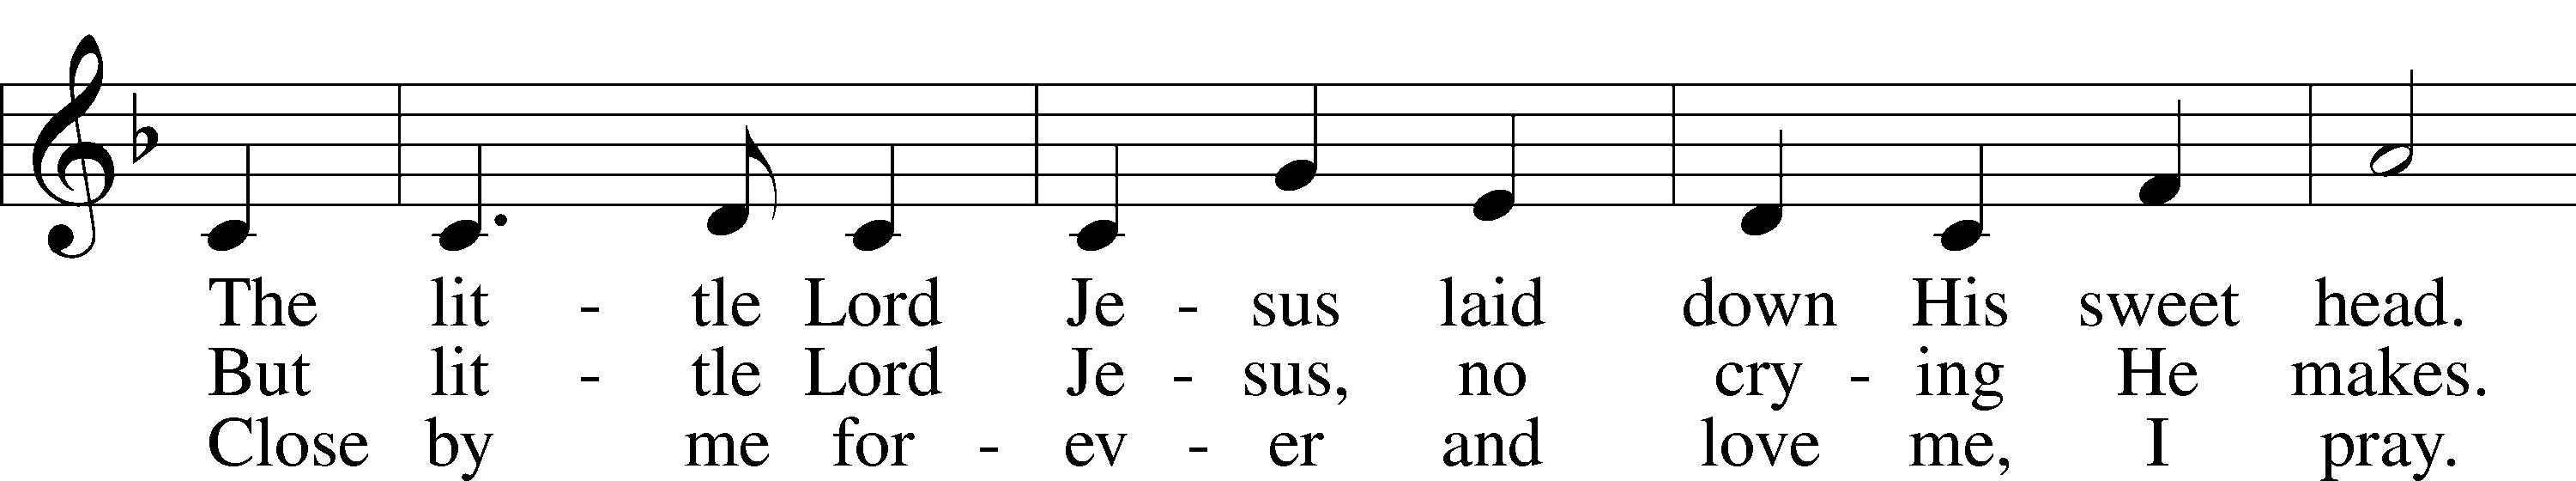 The lit - tle Lord Je - sus laid down His sweet head.
But lit - tle Lord Je - sus, no cry - ing He makes.
Close by me for - ev - er and love me, I pray.